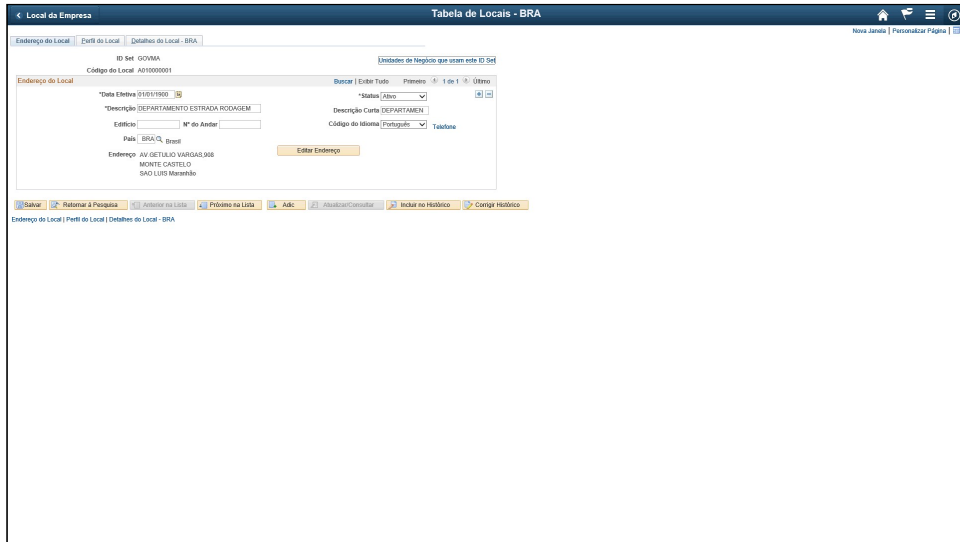 Local da Empresa
Tabela de Locais - BRA
Nova Janela | Personalizar Página |
Endereço do Local Perfil do Local Detalhes do Local - BRA
ID Set GOVMA Unidades de Negócio que usam este ID Set
Código do Local A010000001
Endereço do Local Buscar | Exibir Tudo Primeiro 1 de 1 Último
*Data Efetiva 01/01/1900 *Status Ativo
*Descrição DEPARTAMENTO ESTRADA RODAGEM Descrição Curta DEPARTAMEN
Edifício Nº do Andar Código do Idioma Português Telefone
País BRA Brasil
Endereço AV.GETULIO VARGAS,908 Editar Endereço
MONTE CASTELO
SAO LUIS Maranhão
Salvar Retornar à Pesquisa Anterior na Lista Próximo na Lista Adic Atualizar/Consultar Incluir no Histórico Corrigir Histórico
Endereço do Local | Perfil do Local | Detalhes do Local - BRA